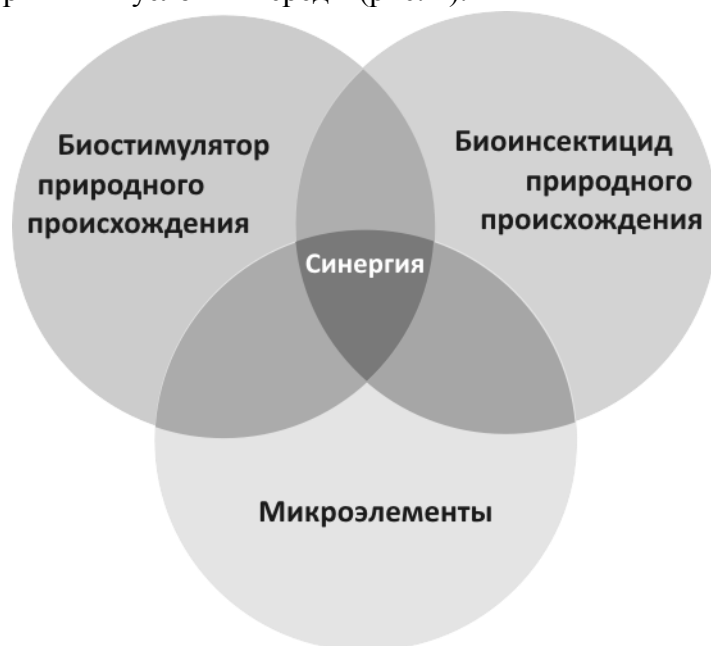 Биостимулятор
природного
происхождения
Биоинсектицид
природного
происхождения
Синергия
Микроэлементы